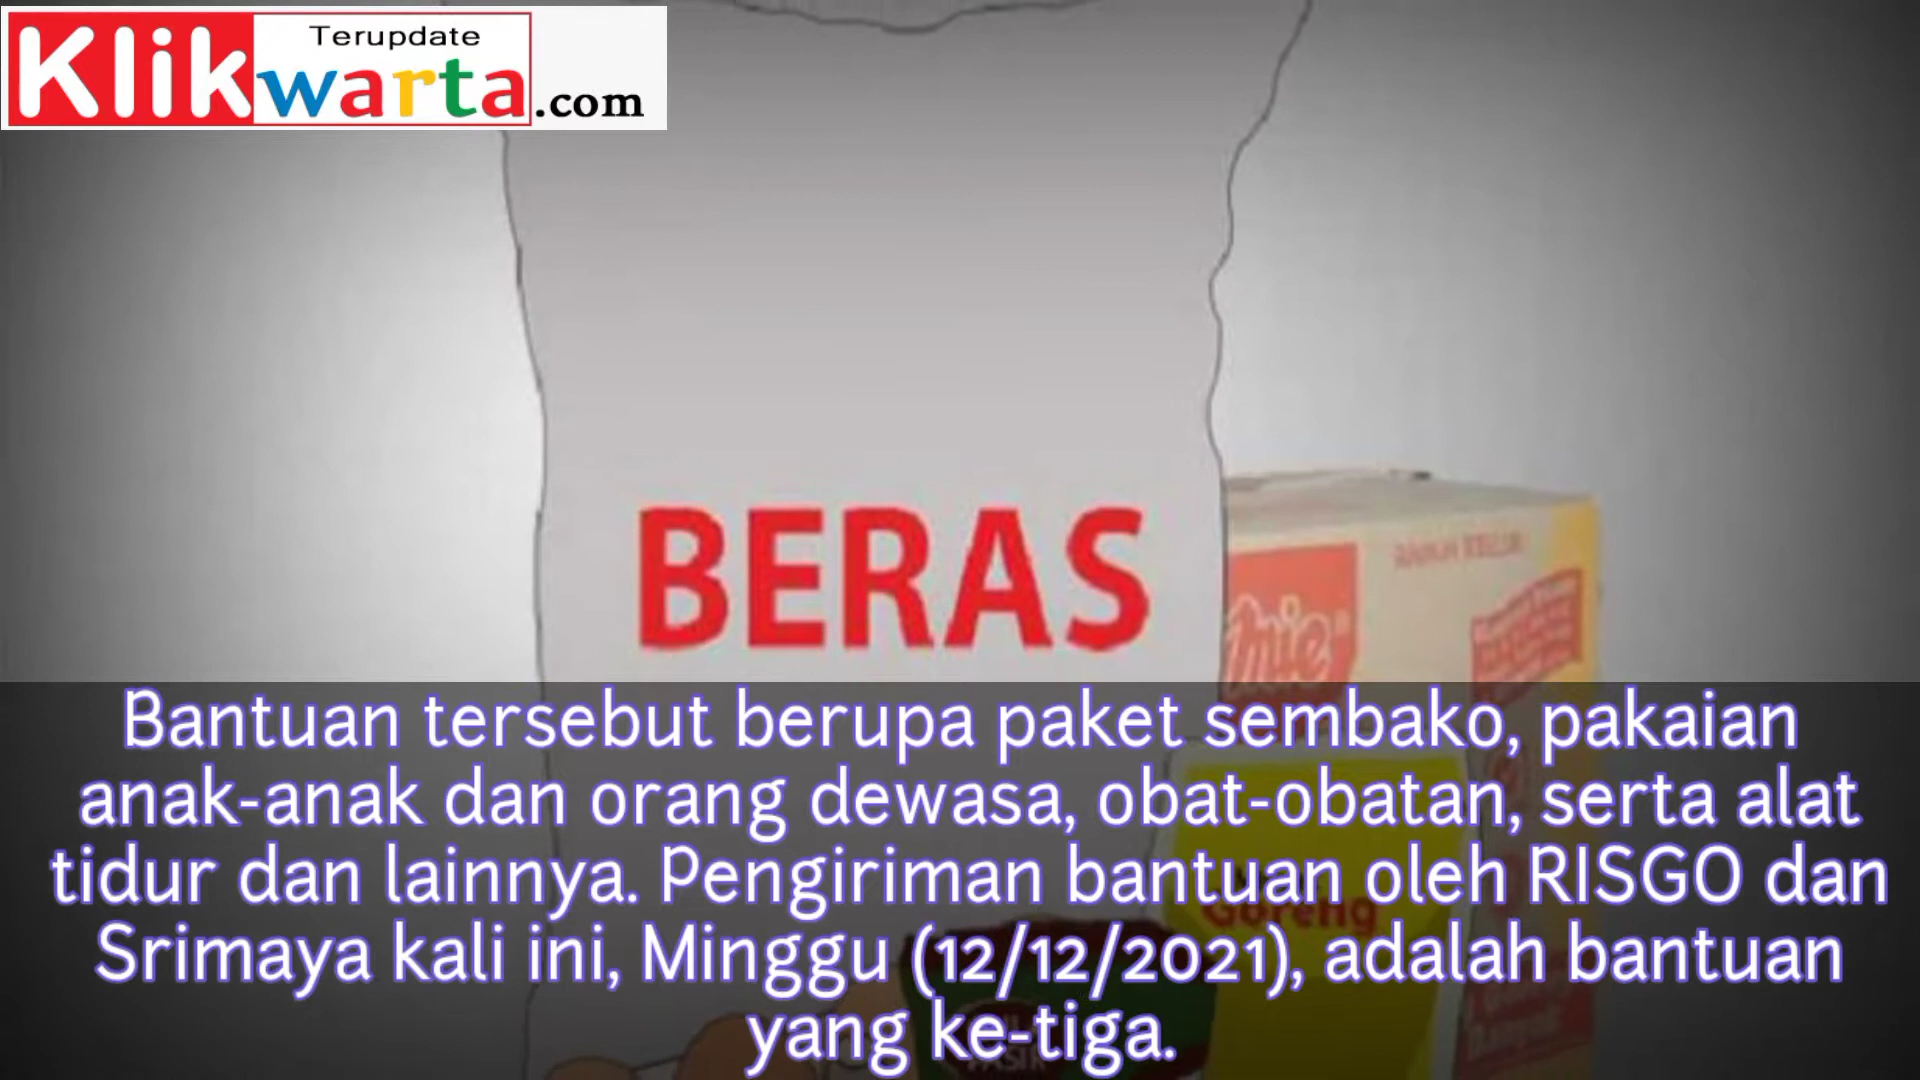 Terupdate
Klikwarta.com
BERAS
mie
Bantuan tersebut berupa paket sembako, pakaian
anak-anak dan orang dewasa, obat-obatan, serta alat
tidur dan lainnya. Pengiriman bantuan oleh RISGO dan
Goreng
Srimaya kali ini, Minggu (12/12/2021), adalah bantuan
yang ke-tiga.